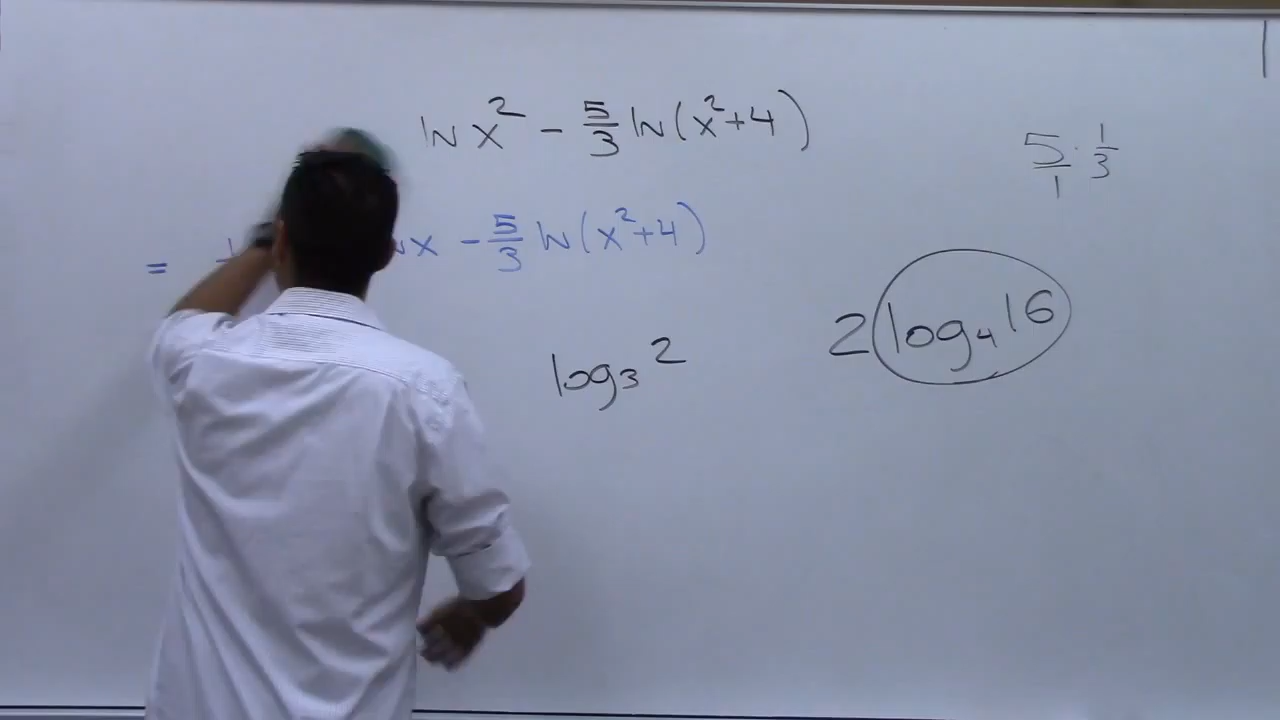 ln x² - 5/3 ln(x²+4)
5/1 · 1/3
= x - 5/3 ln(x²+4)
2 log₄ 16
log₃ 2